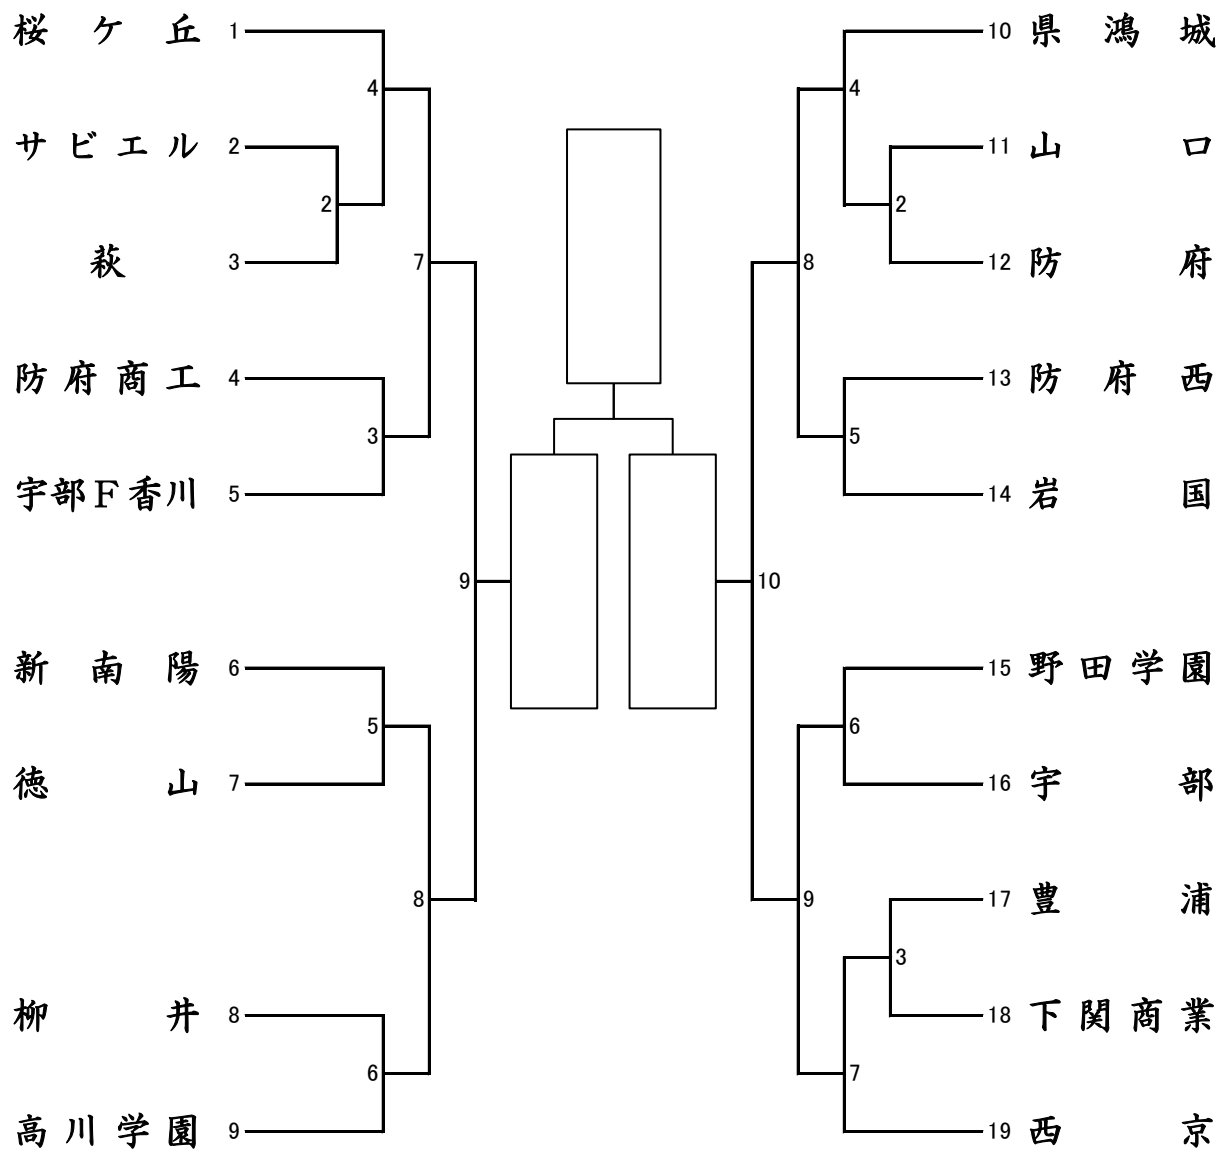 桜ケ丘 1
4
サビエル 2
2
萩 3
7
防府商工 4
3
宇部F香川 5
9
新南陽 6
5
徳山 7
8
柳井 8
6
高川学園 9
10 県鴻城
4
11 山口
2
12 防府
8
13 防府西
5
14 岩国
10
15 野田学園
6
16 宇部
9
17 豊浦
3
18 下関商業
7
19 西京